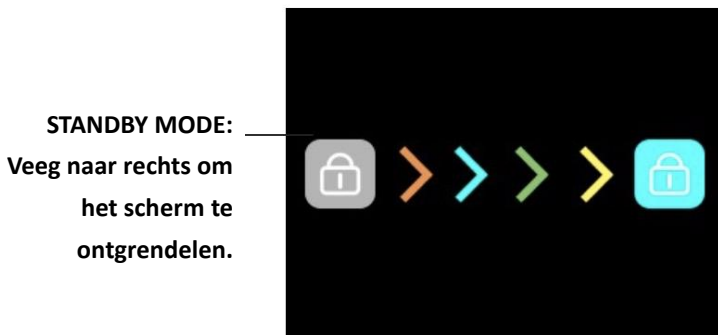 STANDBY MODE:
Veeg naar rechts om
het scherm te
ontgrendelen.